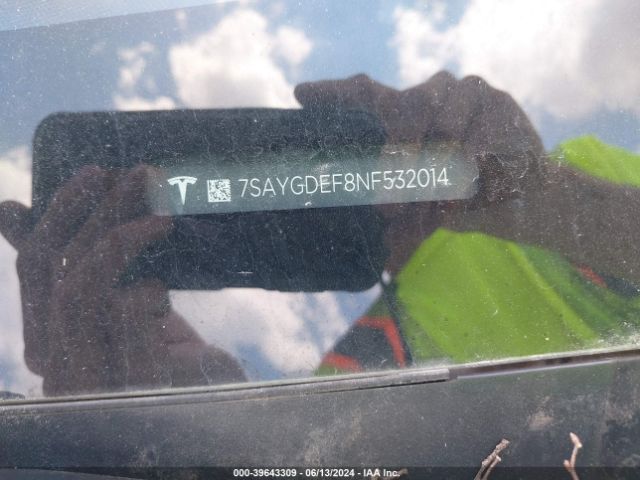 7SAYGDEF8NF532014
000-39643309 - 06/13/2024 - IAA Inc.